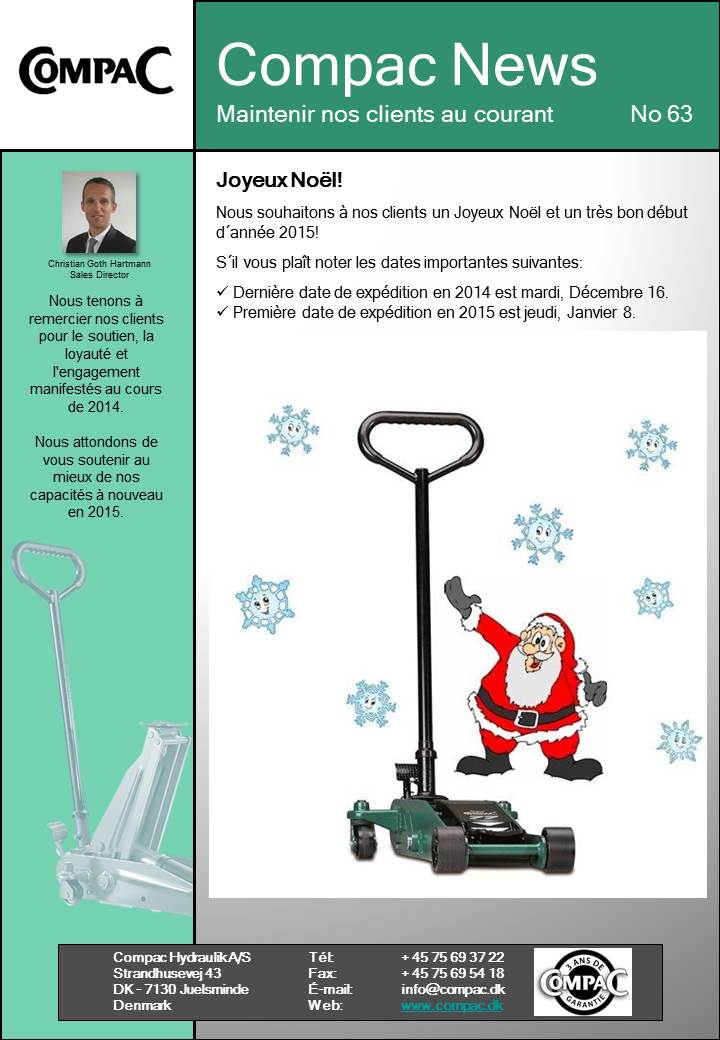 COMPAC
Compac News
Maintenir nos clients au courant No 63
Christian Goth Hartmann
Sales Director
Nous tenons à
remercier nos clients
pour le soutien, la
loyauté et
l'engagement
manifestés au cours
de 2014.
Nous attondons de
vous soutenir au
mieux de nos
capacités à nouveau
en 2015.
Joyeux Noël!
Nous souhaitons à nos clients un Joyeux Noël et un très bon début
d´année 2015!
S´il vous plaît noter les dates importantes suivantes:
✓ Dernière date de expédition en 2014 est mardi, Décembre 16.
✓ Première date de expédition en 2015 est jeudi, Janvier 8.
Compac Hydraulik A/S Tél: + 45 75 69 37 22
Strandhusevej 43 Fax: + 45 75 69 54 18
DK - 7130 Juelsminde É-mail: info@compac.dk
Denmark Web: www.compac.dk
3 ANS DE
COMPAC
GARANTIE